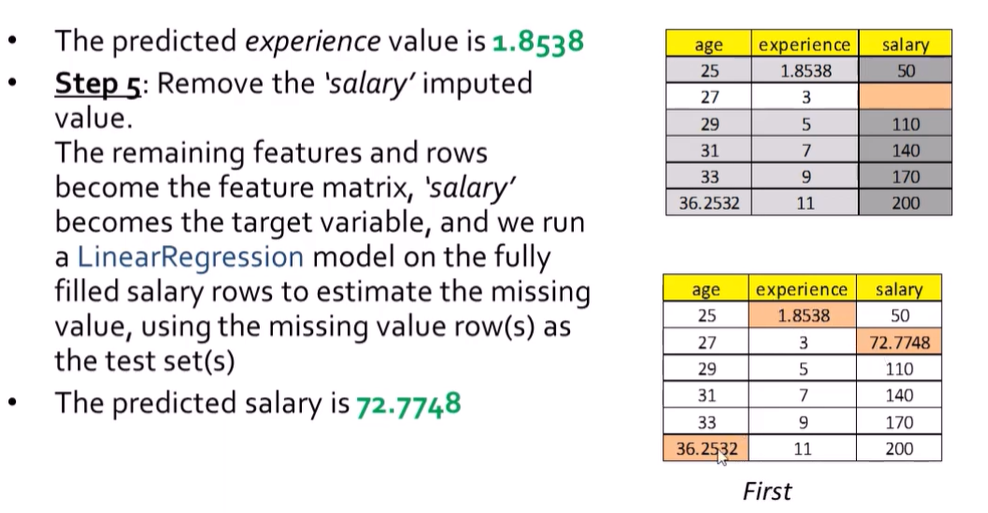 • The predicted experience value is 1.8538
• Step 5: Remove the 'salary' imputed
value.
The remaining features and rows
become the feature matrix, 'salary'
becomes the target variable, and we run
a LinearRegression model on the fully
filled salary rows to estimate the missing
value, using the missing value row(s) as
the test set(s)
• The predicted salary is 72.7748
age experience salary
25 1.8538 50
27 3
29 5 110
31 7 140
33 9 170
36.2532 11 200
age experience salary
25 1.8538 50
27 3 72.7748
29 5 110
31 7 140
33 9 170
36.2532 11 200
First